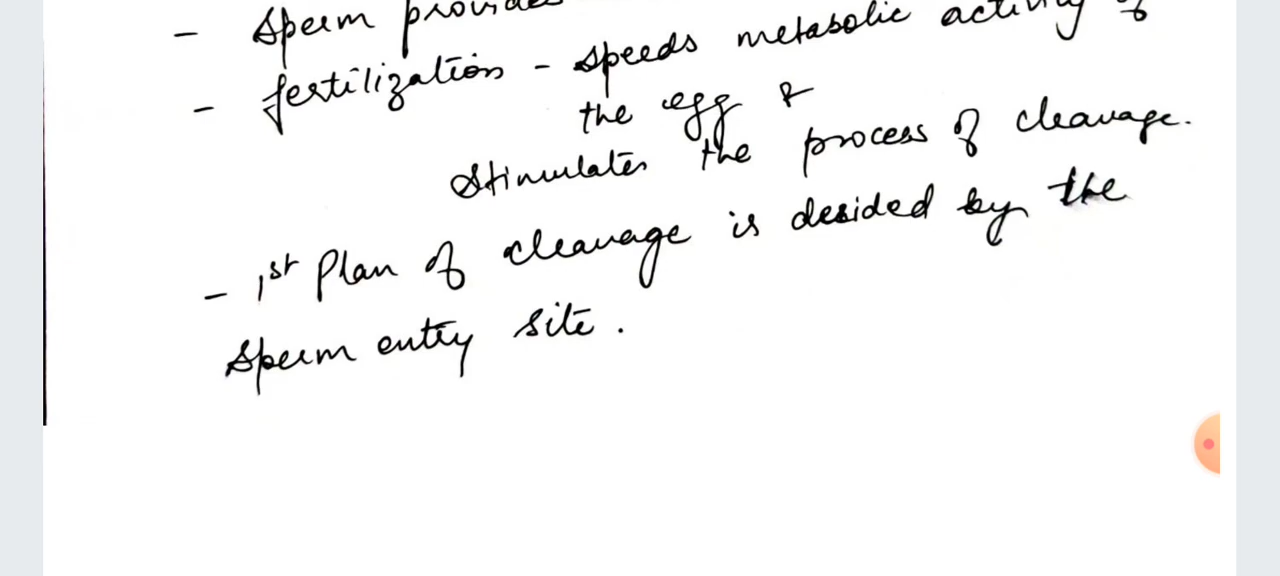 - Sperm provides
- fertilization - speeds metabolic activity of
the egg &
stimulates the process of cleavage.
- 1st Plan of cleavage is desided by the
sperm entry site.